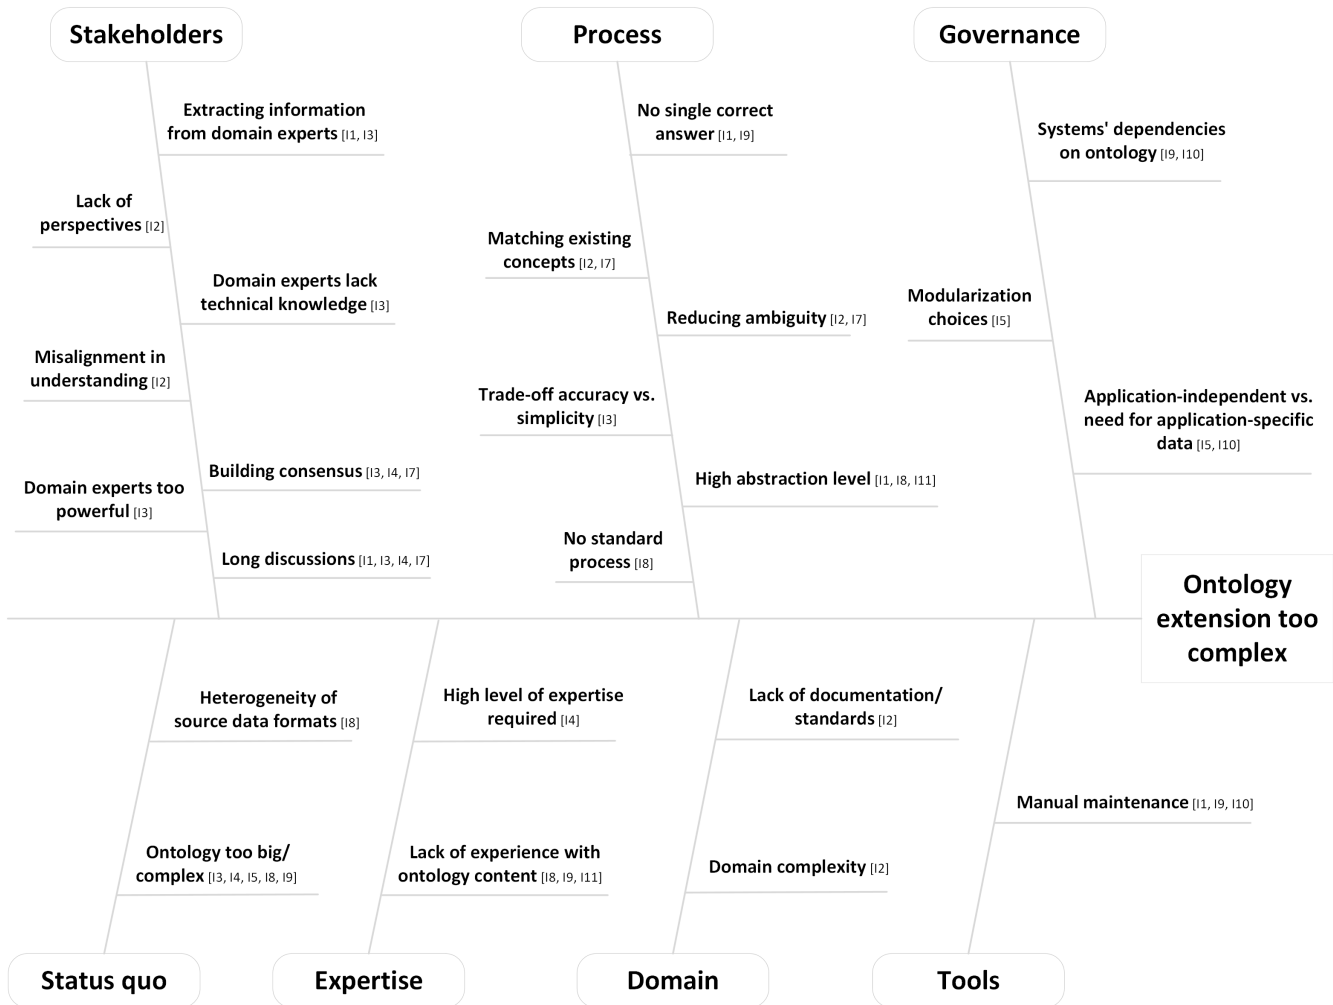 Stakeholders
Extracting information
from domain experts [I1, I3]
Lack of
perspectives [I2]
Domain experts lack
technical knowledge [I3]
Misalignment in
understanding [I2]
Building consensus [I3, I4, I7]
Domain experts too
powerful [I3]
Long discussions [I1, I3, I4, I7]
Process
No single correct
answer [I1, I9]
Matching existing
concepts [I2, I7]
Reducing ambiguity [I2, I7]
Trade-off accuracy vs.
simplicity [I3]
High abstraction level [I1, I8, I11]
No standard
process [I8]
Governance
Systems' dependencies
on ontology [I9, I10]
Modularization
choices [I5]
Application-independent vs.
need for application-specific
data [I5, I10]
Ontology
extension too
complex
Heterogeneity of
source data formats [I8]
Ontology too big/
complex [I3, I4, I5, I8, I9]
Status quo
High level of expertise
required [I4]
Lack of experience with
ontology content [I8, I9, I11]
Expertise
Lack of documentation/
standards [I2]
Domain complexity [I2]
Domain
Manual maintenance [I1, I9, I10]
Tools